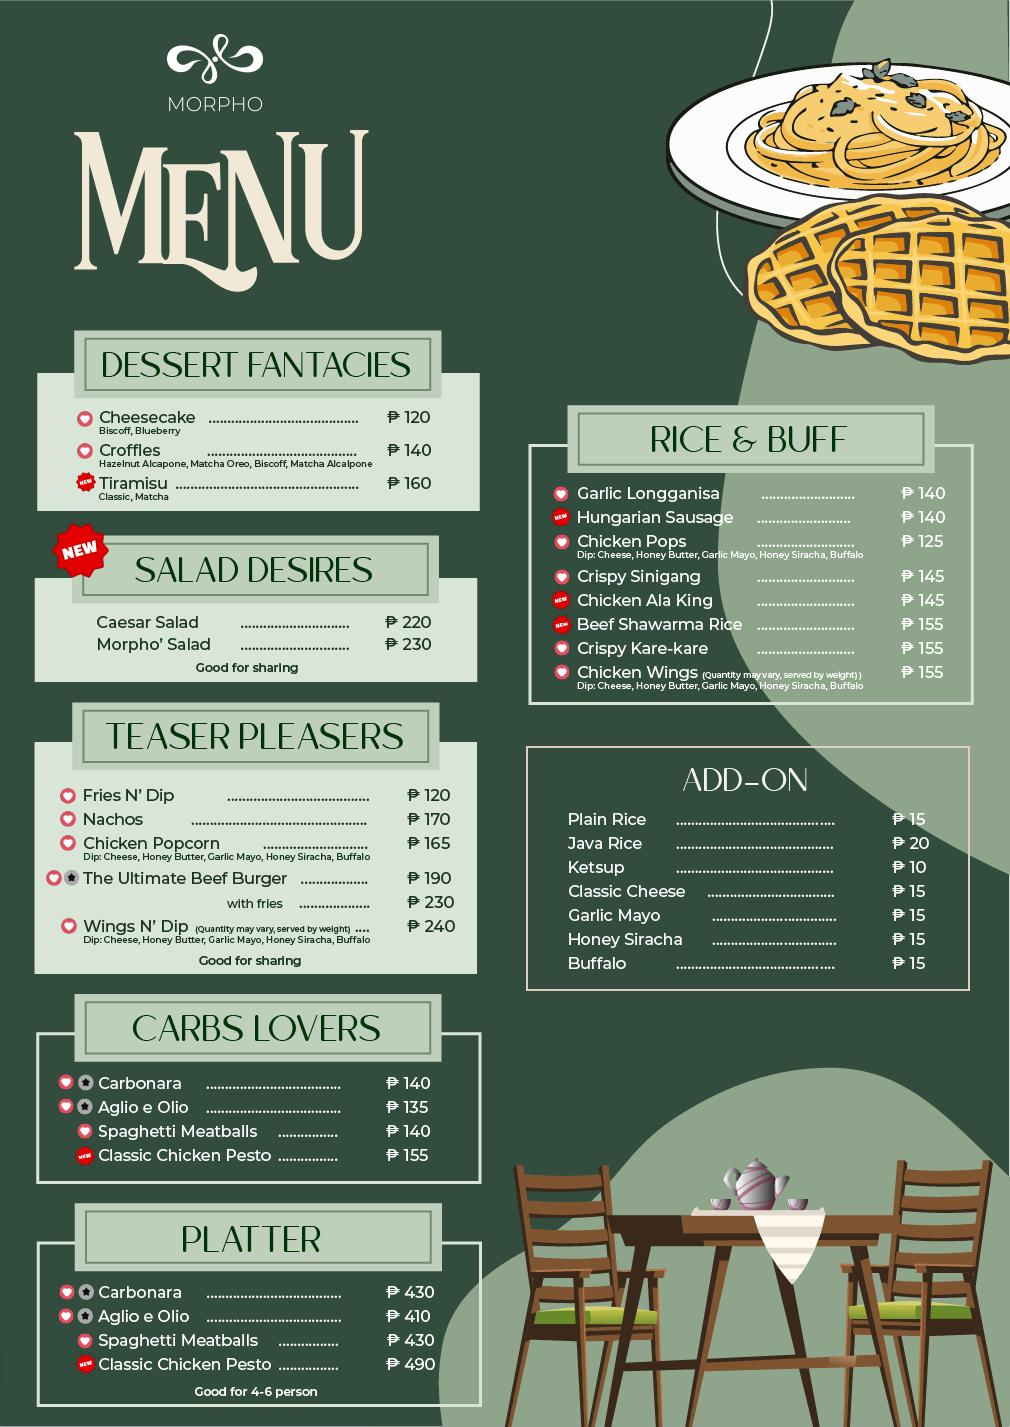 MORPHO
MENU
DESSERT FANTACIES
Cheesecake ........................................ ₱ 120
Biscoff, Blueberry
Croffles ........................................ ₱ 140
Hazelnut Alcapone, Matcha Oreo, Biscoff, Matcha Alcalpone
NEW Tiramisu ................................................. ₱ 160
Classic, Matcha
NEW
SALAD DESIRES
Caesar Salad ............................. ₱ 220
Morpho' Salad ............................. ₱ 230
Good for sharing
TEASER PLEASERS
Fries N' Dip ...................................... ₱ 120
Nachos ............................................... ₱ 170
Chicken Popcorn ............................ ₱ 165
Dip: Cheese, Honey Butter, Garlic Mayo, Honey Siracha, Buffalo
The Ultimate Beef Burger .................. ₱ 190
with fries ................... ₱ 230
Wings N' Dip (Quantity may vary, served by weight) .... ₱ 240
Dip: Cheese, Honey Butter, Garlic Mayo, Honey Siracha, Buffalo
Good for sharing
CARBS LOVERS
Carbonara .................................... ₱ 140
Aglio e Olio .................................... ₱ 135
Spaghetti Meatballs ................ ₱ 140
NEW Classic Chicken Pesto ................ ₱ 155
PLATTER
Carbonara .................................... ₱ 430
Aglio e Olio .................................... ₱ 410
Spaghetti Meatballs ................ ₱ 430
NEW Classic Chicken Pesto ................ ₱ 490
Good for 4-6 person
RICE & BUFF
Garlic Longganisa ......................... ₱ 140
NEW Hungarian Sausage ......................... ₱ 140
Chicken Pops .......................... ₱ 125
Dip: Cheese, Honey Butter, Garlic Mayo, Honey Siracha, Buffalo
Crispy Sinigang .......................... ₱ 145
NEW Chicken Ala King .......................... ₱ 145
NEW Beef Shawarma Rice .......................... ₱ 155
Crispy Kare-kare .......................... ₱ 155
Chicken Wings (Quantity may vary, served by weight) ) ₱ 155
Dip: Cheese, Honey Butter, Garlic Mayo, Honey Siracha, Buffalo
ADD-ON
Plain Rice .......................................... ₱ 15
Java Rice .......................................... ₱ 20
Ketsup .......................................... ₱ 10
Classic Cheese .................................. ₱ 15
Garlic Mayo ................................. ₱ 15
Honey Siracha ................................. ₱ 15
Buffalo .......................................... ₱ 15